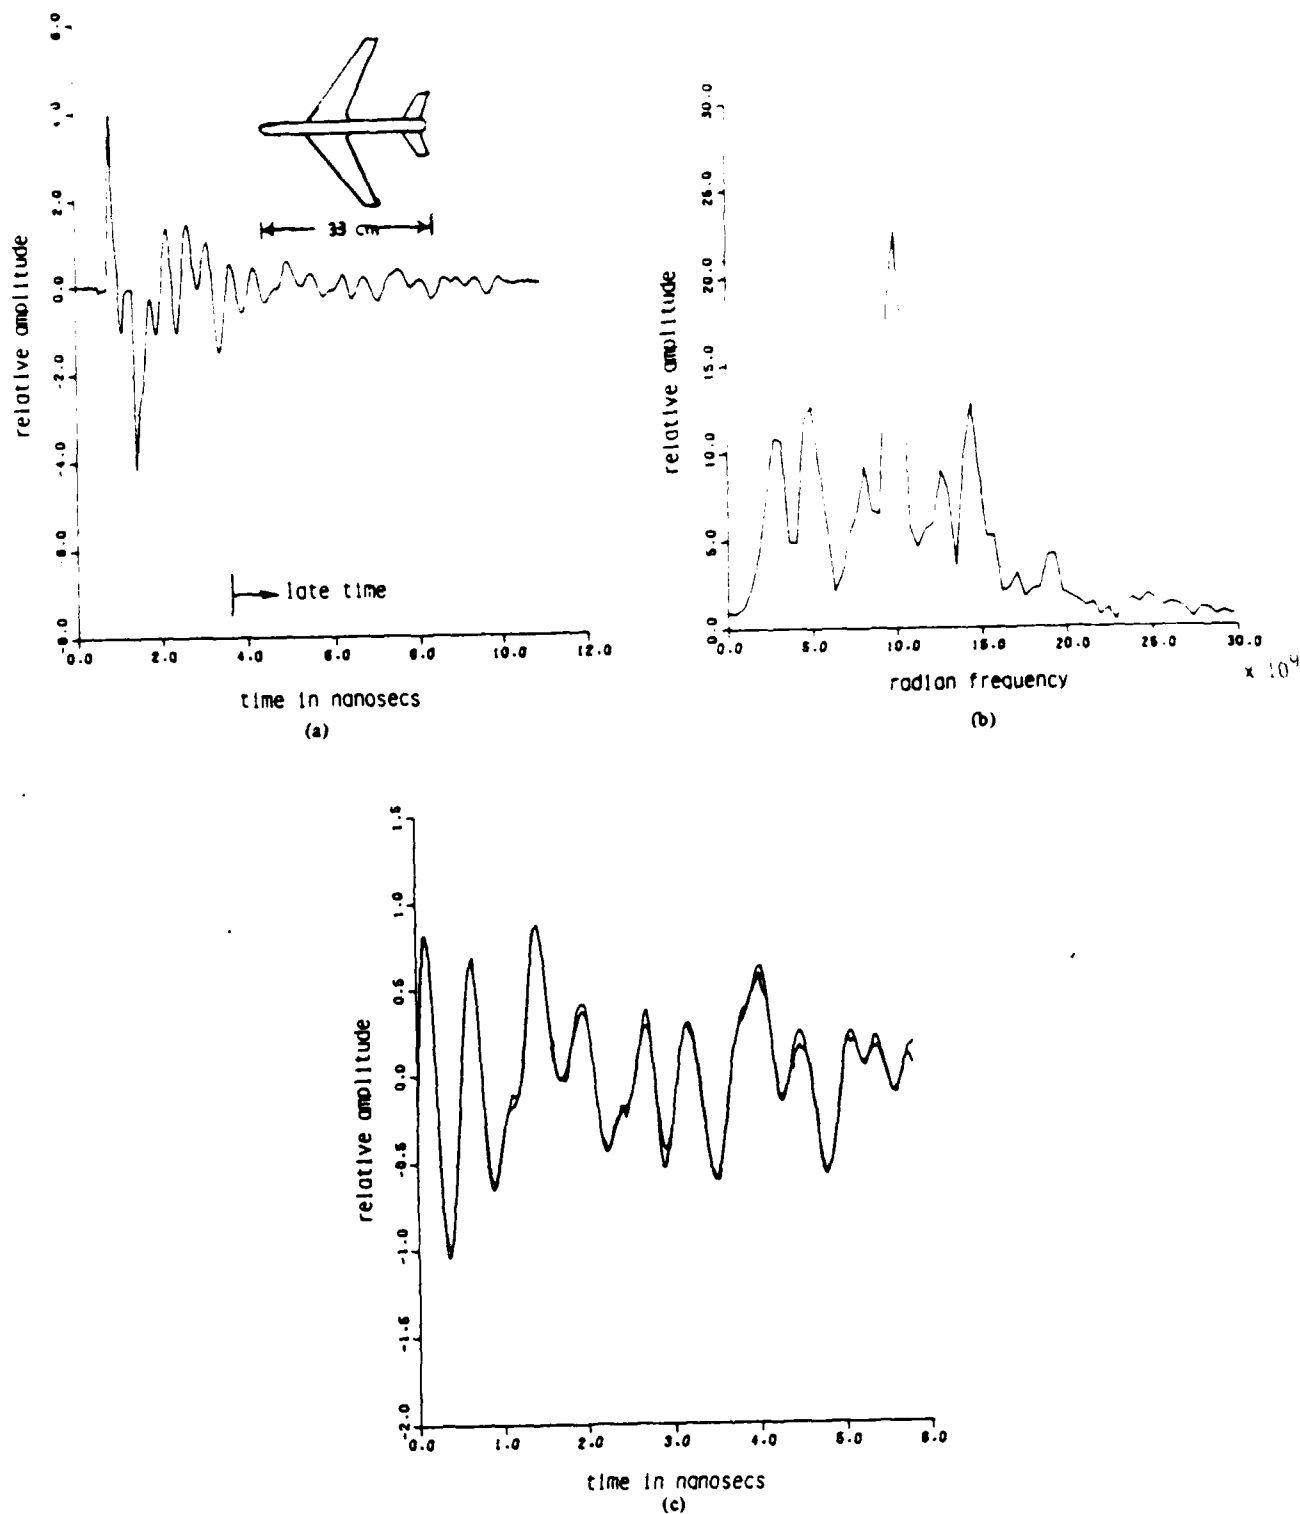 6.0
4.0
2.0
0.0
-2.0
-4.0
-6.0
-8.0
relative amplitude
33 cm
late time
0.0 2.0 4.0 6.0 8.0 10.0 12.0
time in nanosecs
(a)
30.0
25.0
20.0
15.0
10.0
5.0
0.0
relative amplitude
0.0 5.0 10.0 15.0 20.0 25.0 30.0
x 10^9
radian frequency
(b)
1.5
1.0
0.5
0.0
-0.5
-1.0
-1.5
-2.0
relative amplitude
0.0 1.0 2.0 3.0 4.0 5.0 6.0
time in nanosecs
(c)